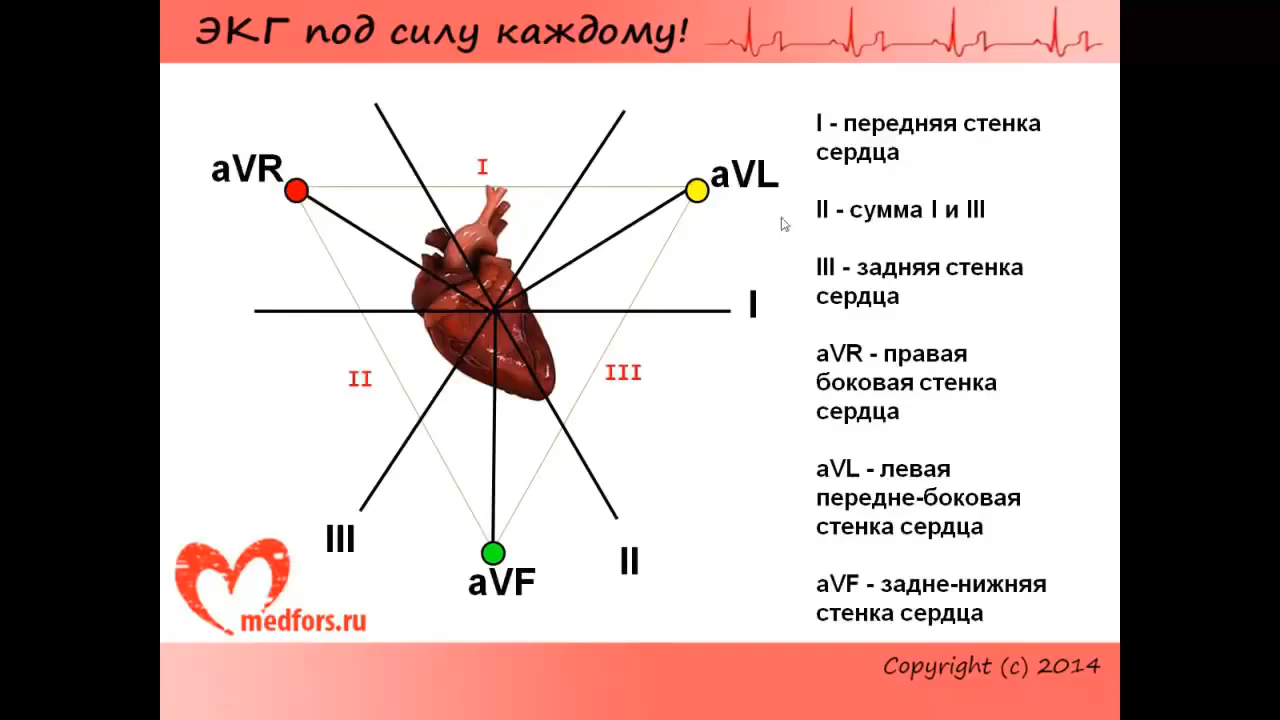 ЭКГ под силу каждому!
aVR
I
aVL
I
II
III
III
II
aVF
I - передняя стенка
сердца
II - сумма I и III
III - задняя стенка
сердца
aVR - правая
боковая стенка
сердца
aVL - левая
передне-боковая
стенка сердца
aVF - задне-нижняя
стенка сердца
medfors.ru
Copyright (c) 2014